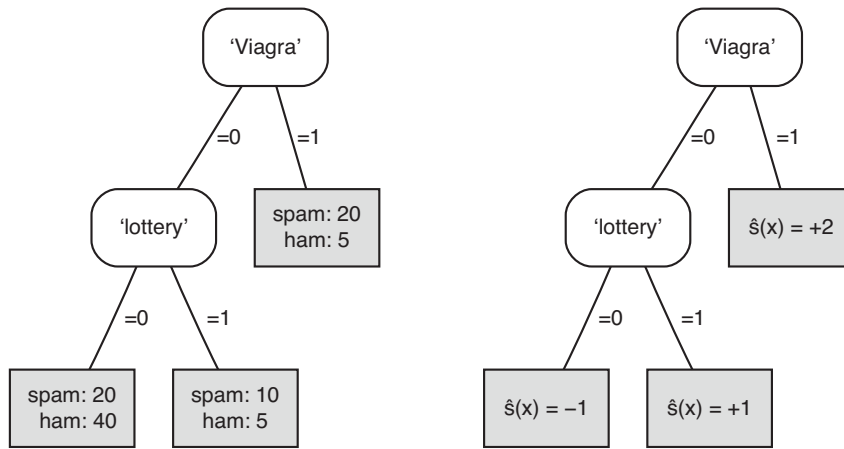 ‘Viagra’
=0
=1
‘lottery’
spam: 20
ham: 5
=0
=1
spam: 20
ham: 40
spam: 10
ham: 5
‘Viagra’
=0
=1
‘lottery’
ŝ(x) = +2
=0
=1
ŝ(x) = −1
ŝ(x) = +1